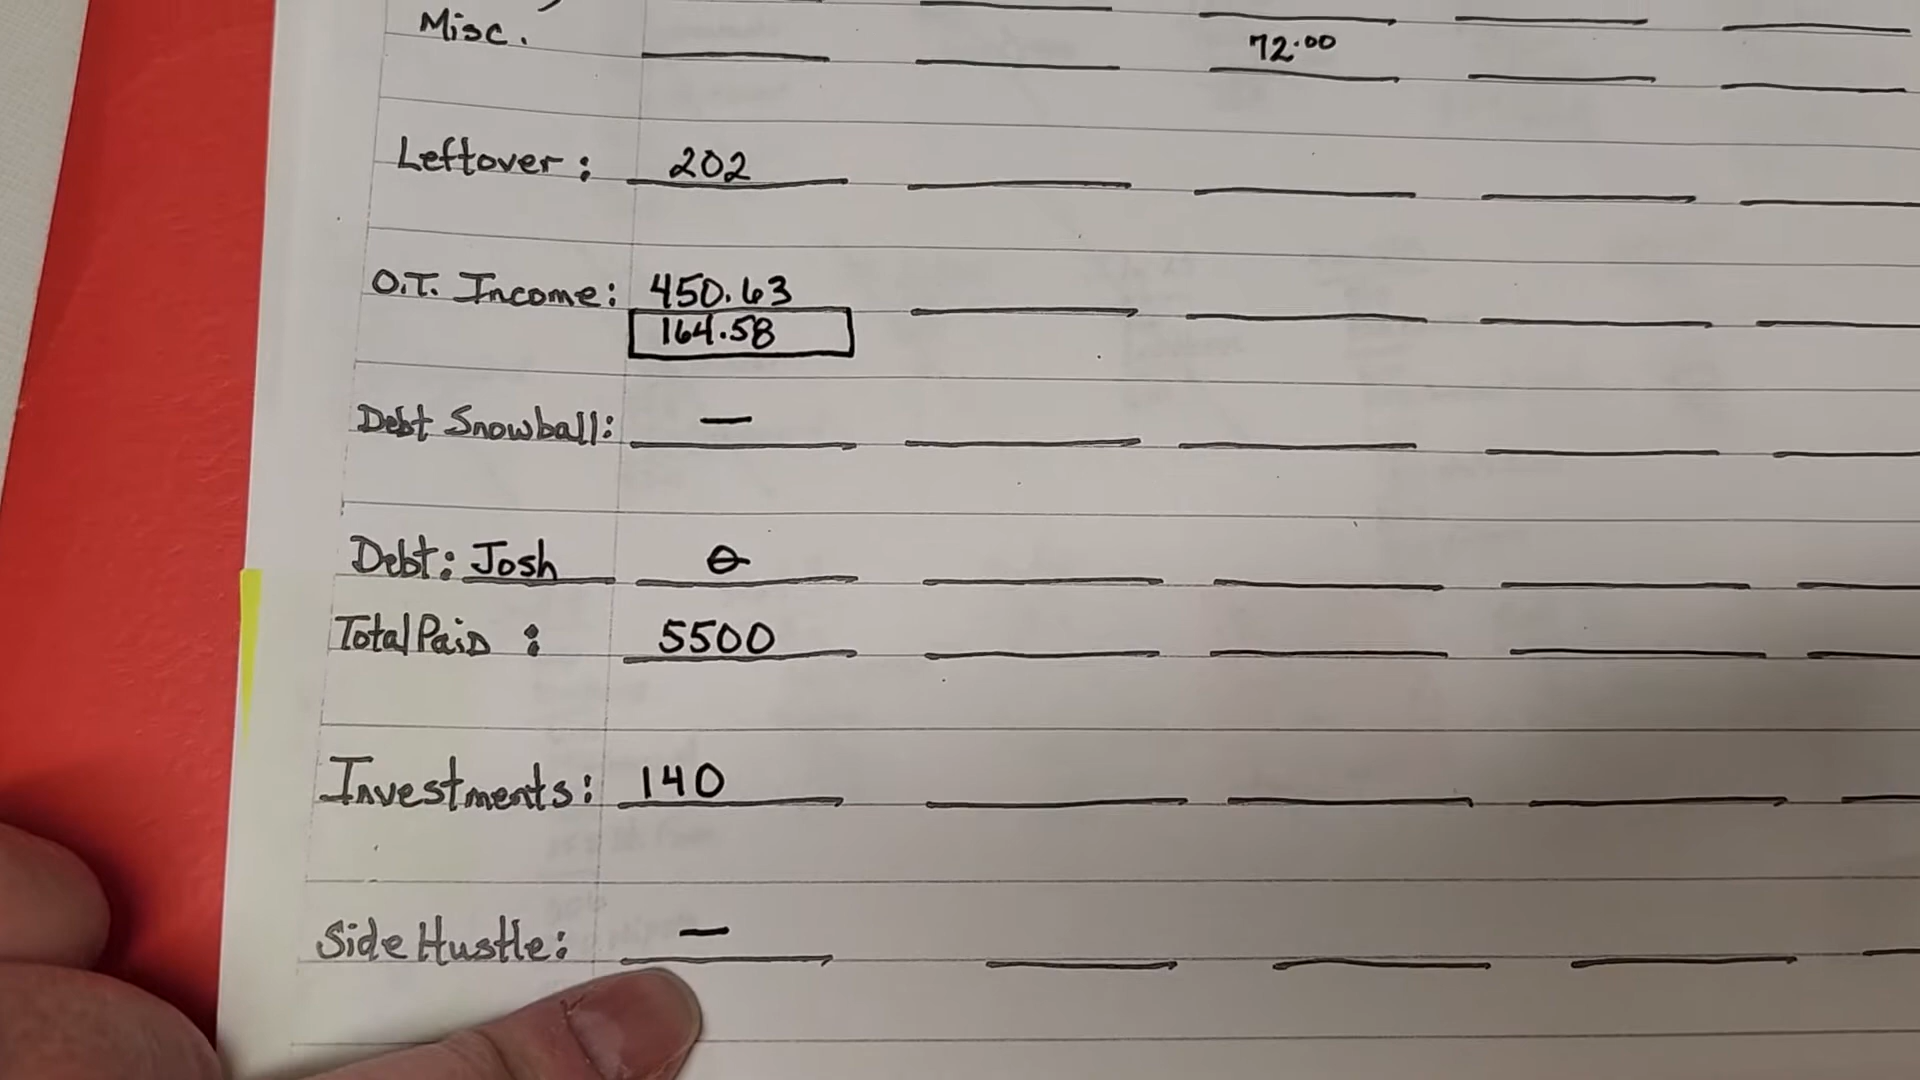 Misc. 72.00
Leftover: 202
O.T. Income: 450.63
164.58
Debt Snowball: —
Debt: Josh 0
Total Paid : 5500
Investments: 140
Side Hustle: —